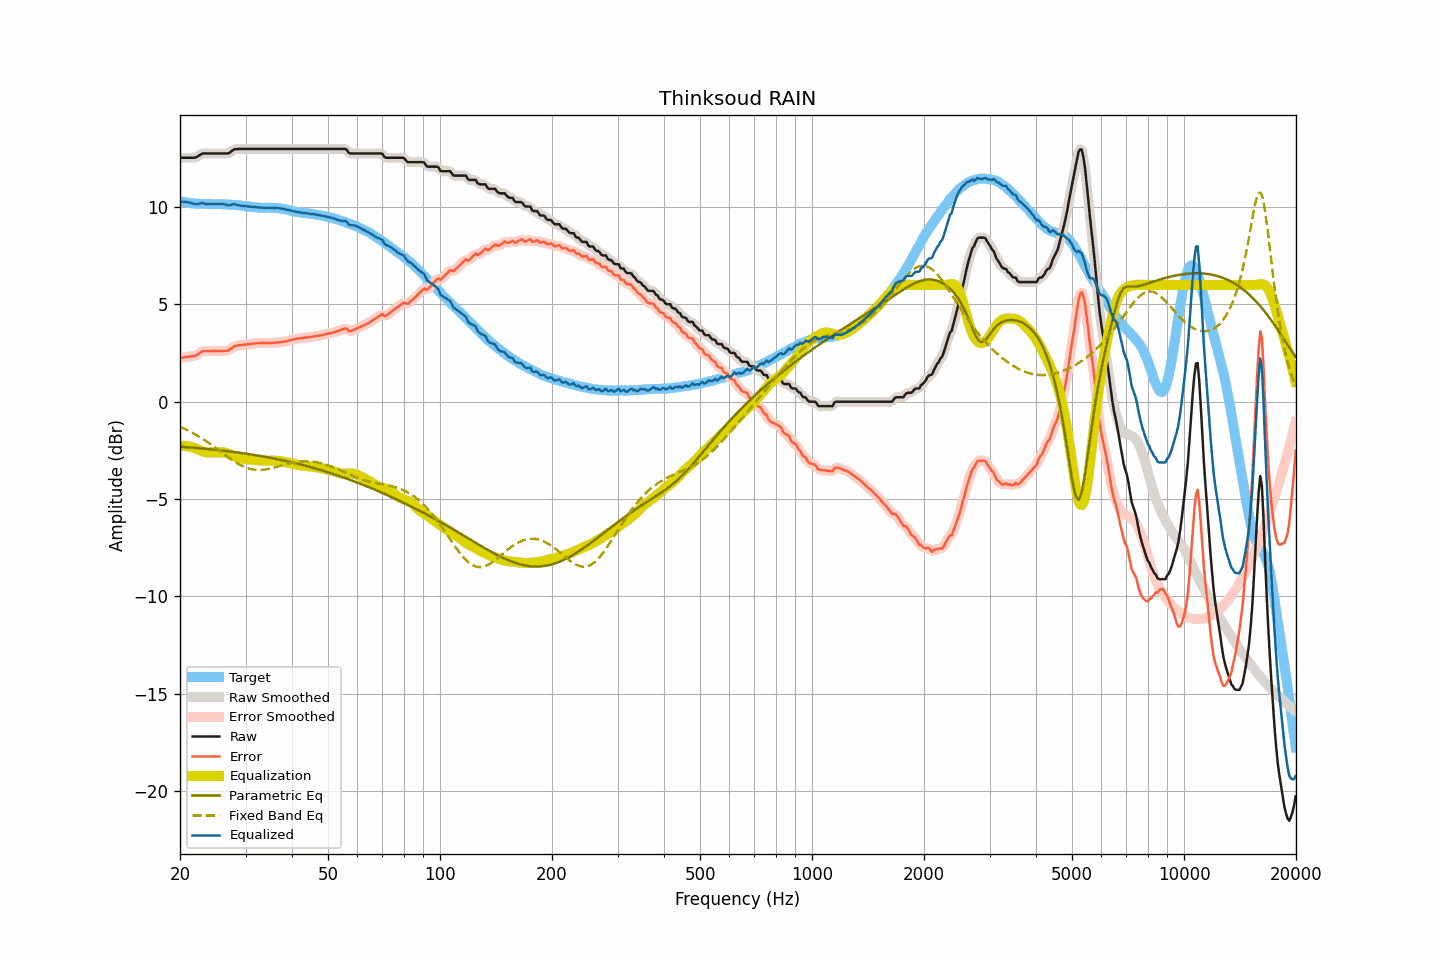 Thinksoud RAIN
Amplitude (dBr)
10
5
0
−5
−10
−15
−20
Target
Raw Smoothed
Error Smoothed
Raw
Error
Equalization
Parametric Eq
Fixed Band Eq
Equalized
20 50 100 200 500 1000 2000 5000 10000 20000
Frequency (Hz)